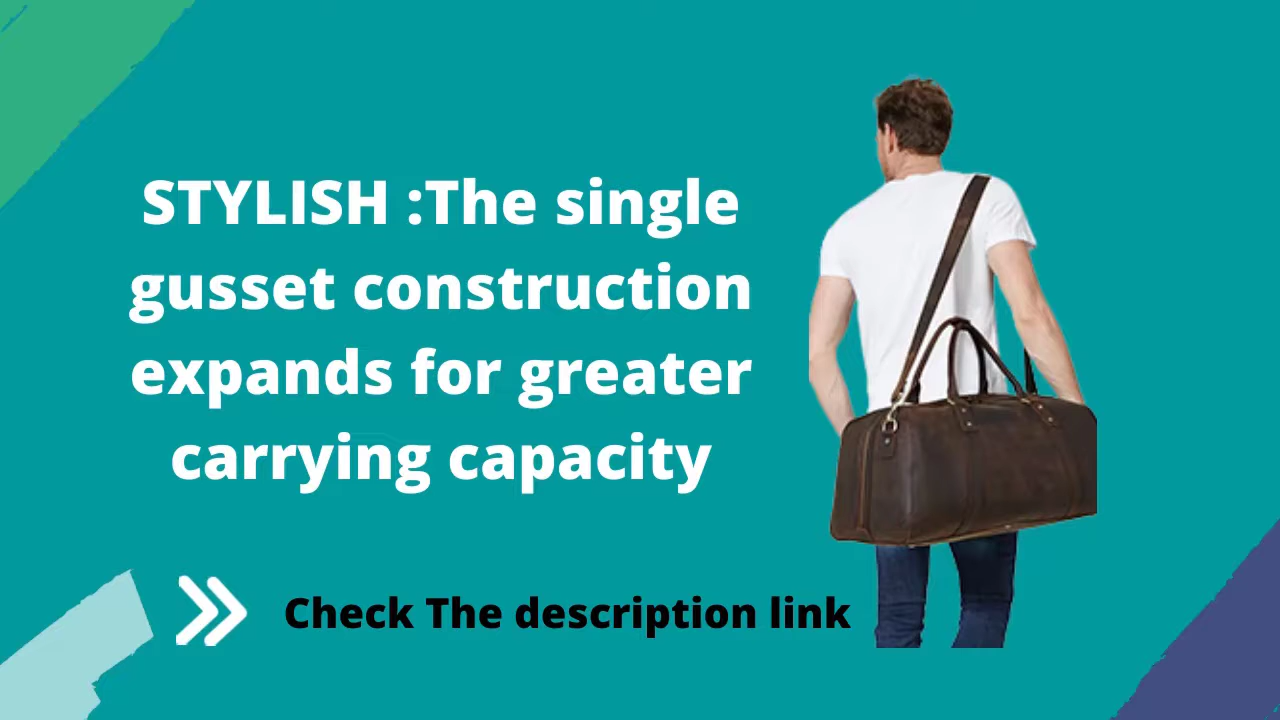 STYLISH :The single
gusset construction
expands for greater
carrying capacity
Check The description link